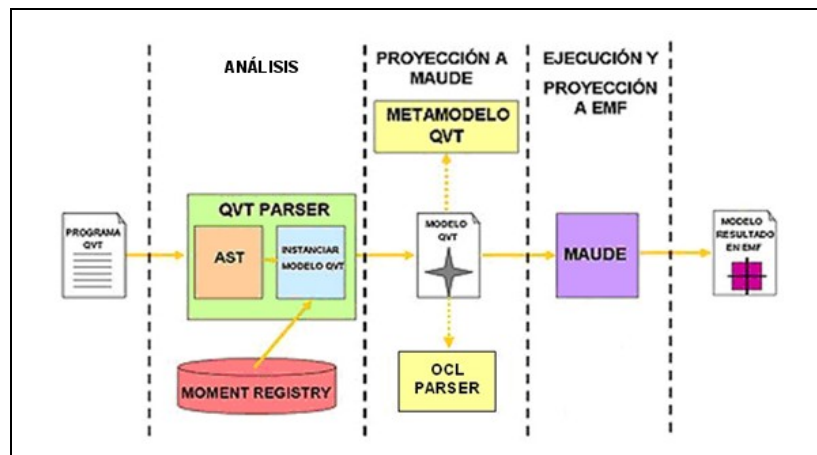 ANÁLISIS
PROYECCIÓN A
MAUDE
EJECUCIÓN Y
PROYECCIÓN
A EMF
METAMODELO
QVT
PROGRAMA
QVT
QVT PARSER
AST
INSTANCIAR
MODELO QVT
MODELO
QVT
MAUDE
MODELO
RESULTADO
EN EMF
MOMENT REGISTRY
OCL
PARSER